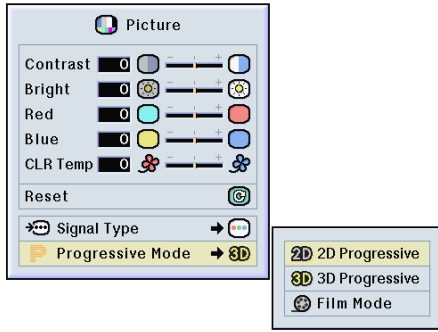 Picture
Contrast 0
Bright 0
Red 0
Blue 0
CLR Temp 0
Reset
Signal Type
P Progressive Mode 3D
2D 2D Progressive
3D 3D Progressive
Film Mode